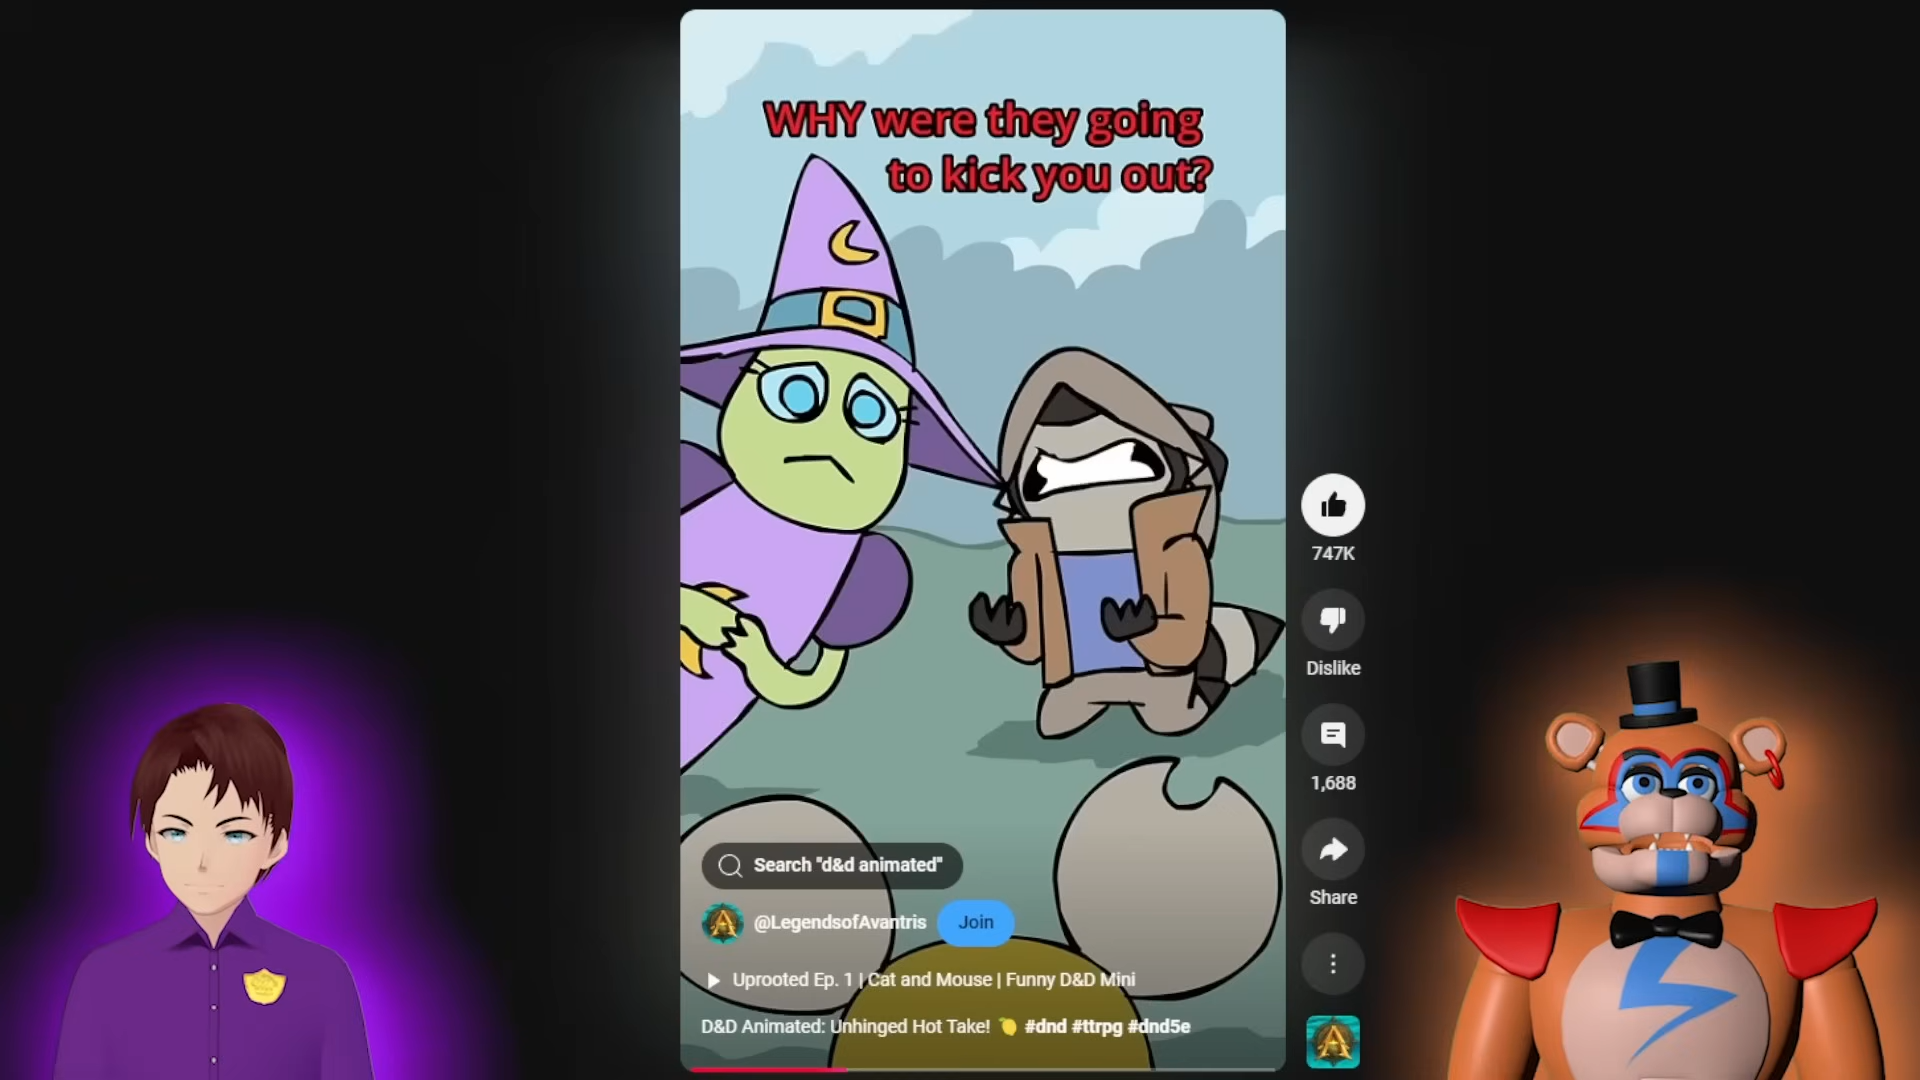 WHY were they going
to kick you out?
747K
Dislike
1,688
Share
Search "d&d animated"
@LegendsofAvantris
Join
Uprooted Ep. 1 | Cat and Mouse | Funny D&D Mini
D&D Animated: Unhinged Hot Take! 🍋 #dnd #ttrpg #dnd5e